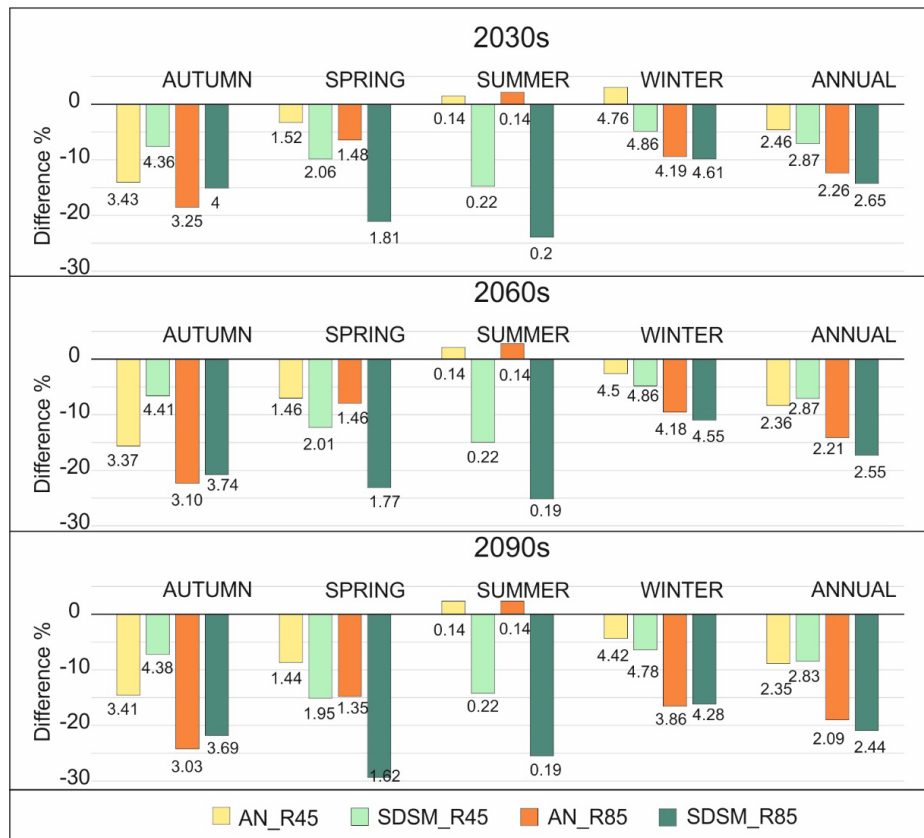 2030s
AUTUMN SPRING SUMMER WINTER ANNUAL
Difference %
0
-10
-20
-30
3.43 4.36 3.25 4
1.52 2.06 1.48 1.81
0.14 0.22 0.14 0.2
4.76 4.86 4.19 4.61
2.46 2.87 2.26 2.65
2060s
AUTUMN SPRING SUMMER WINTER ANNUAL
Difference %
0
-10
-20
-30
3.37 4.41 3.10 3.74
1.46 2.01 1.46 1.77
0.14 0.22 0.14 0.19
4.5 4.86 4.18 4.55
2.36 2.87 2.21 2.55
2090s
AUTUMN SPRING SUMMER WINTER ANNUAL
Difference %
0
-10
-20
-30
3.41 4.38 3.03 3.69
1.44 1.95 1.35 1.62
0.14 0.22 0.14 0.19
4.42 4.78 3.86 4.28
2.35 2.83 2.09 2.44
AN_R45 SDSM_R45 AN_R85 SDSM_R85